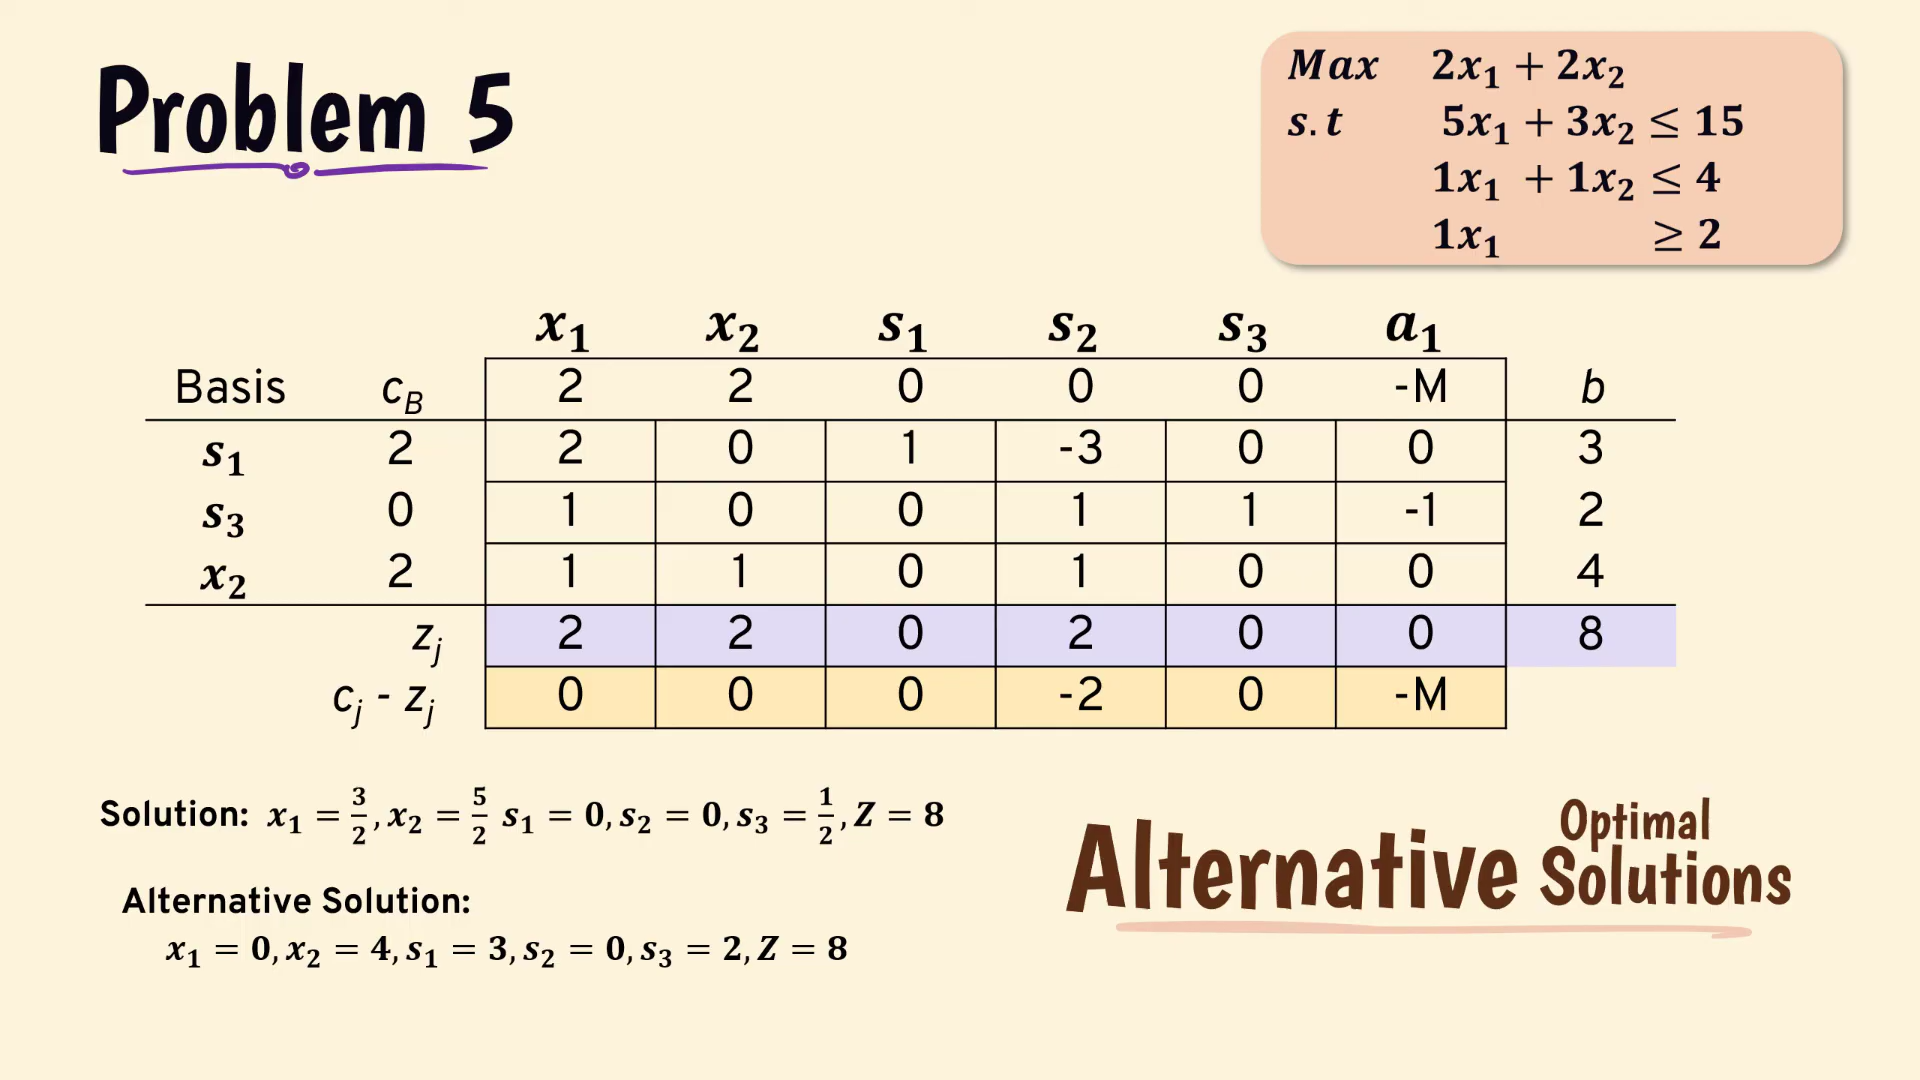 Problem 5
Max 2x₁ + 2x₂
s.t 5x₁ + 3x₂ ≤ 15
1x₁ + 1x₂ ≤ 4
1x₁ ≥ 2
x₁ x₂ s₁ s₂ s₃ a₁
Basis c_B 2 2 0 0 0 -M b
s₁ 2 2 0 1 -3 0 0 3
s₃ 0 1 0 0 1 1 -1 2
x₂ 2 1 1 0 1 0 0 4
z_j 2 2 0 2 0 0 8
c_j - z_j 0 0 0 -2 0 -M
Solution: x₁ = 3/2, x₂ = 5/2 s₁ = 0, s₂ = 0, s₃ = 1/2, Z = 8
Alternative Solution:
x₁ = 0, x₂ = 4, s₁ = 3, s₂ = 0, s₃ = 2, Z = 8
Alternative Optimal Solutions